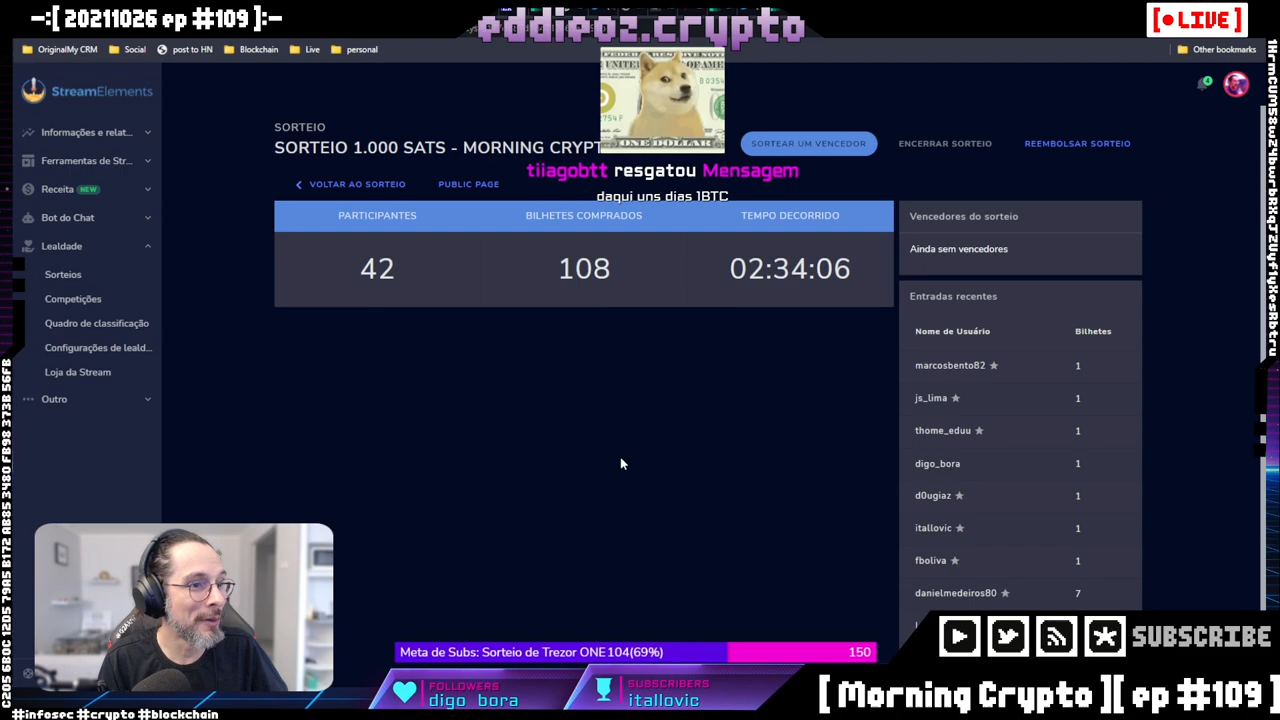 -:[ 20211026 ep #109 ]:-
eddieoz.crypto
[ • LIVE ]
OriginalMy CRM
Social
post to HN
Blockchain
Live
personal
Other bookmarks
StreamElements
4
Informações e relat...
Ferramentas de Str...
Receita NEW
Bot do Chat
Lealdade
Sorteios
Competições
Quadro de classificação
Configurações de leald...
Loja da Stream
Outro
SORTEIO
SORTEIO 1.000 SATS - MORNING CRYPT
ONE DOLLAR
SORTEAR UM VENCEDOR
ENCERRAR SORTEIO
REEMBOLSAR SORTEIO
tiiagobtt resgatou Mensagem
daqui uns dias 1BTC
VOLTAR AO SORTEIO
PUBLIC PAGE
PARTICIPANTES
BILHETES COMPRADOS
TEMPO DECORRIDO
42
108
02:34:06
Vencedores do sorteio
Ainda sem vencedores
Entradas recentes
Nome de Usuário
Bilhetes
marcosbento82 1
js_lima 1
thome_eduu 1
digo_bora 1
d0ugiaz 1
itallovic 1
fboliva 1
danielmedeiros80 7
Meta de Subs: Sorteio de Trezor ONE 104(69%)
150
FOLLOWERS
digo_bora
SUBSCRIBERS
itallovic
SUBSCRIBE
[ Morning Crypto ][ ep #109 ]
#infosec #crypto #blockchain